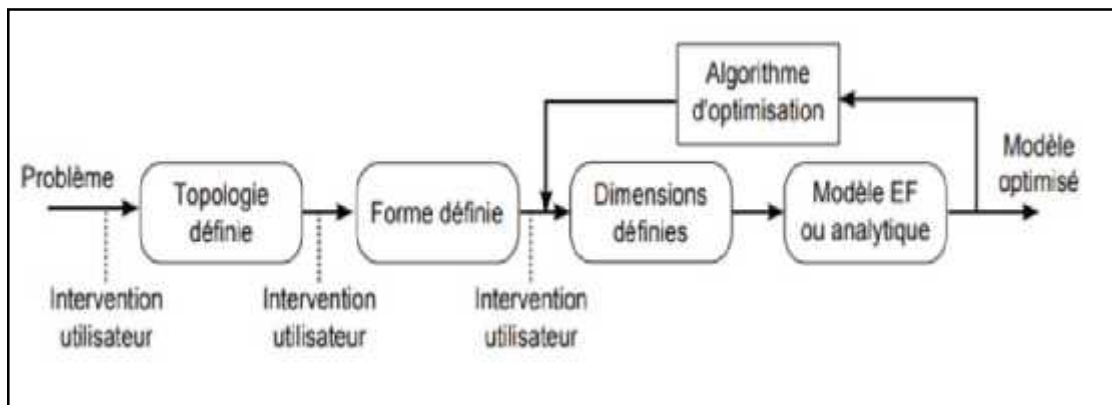 Algorithme
d'optimisation
Problème
Topologie
définie
Forme définie
Dimensions
définies
Modèle EF
ou analytique
Modèle
optimisé
Intervention
utilisateur
Intervention
utilisateur
Intervention
utilisateur